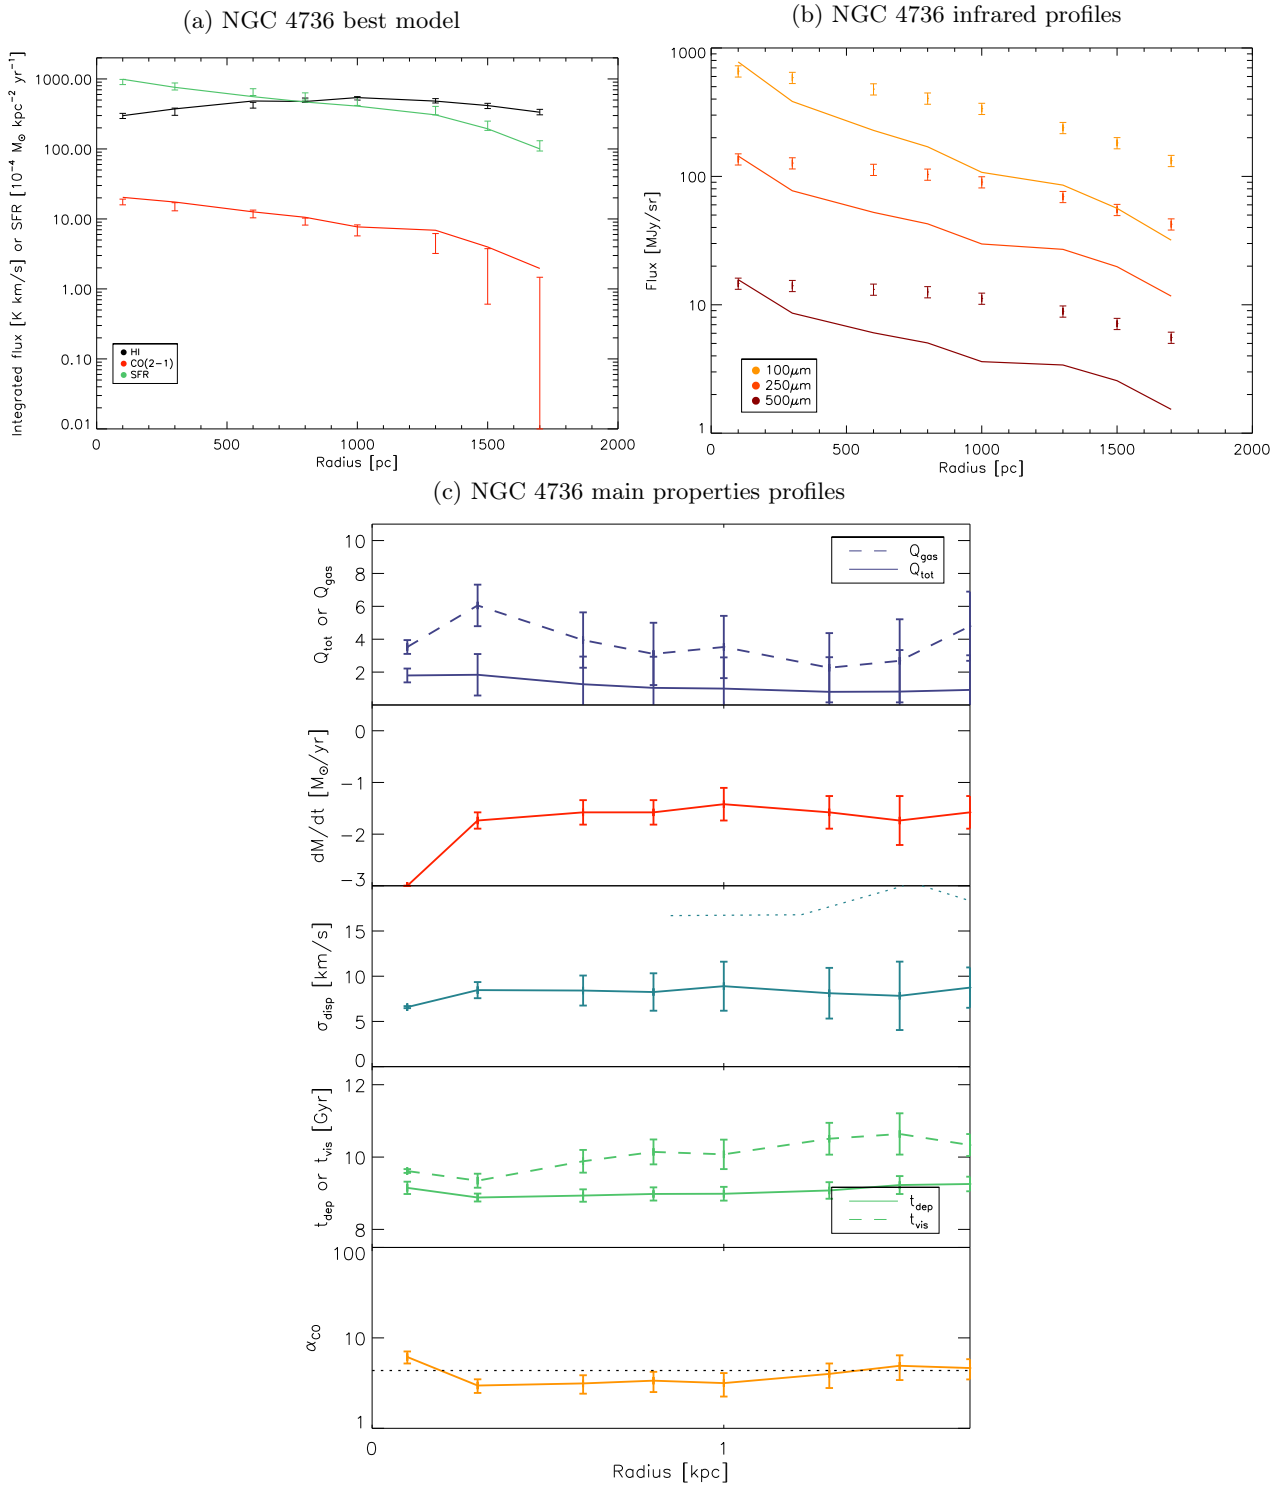 (a) NGC 4736 best model
Integrated flux [K km/s] or SFR [10⁻⁴ M⊙ kpc⁻² yr⁻¹]
1000.00
100.00
10.00
1.00
0.10
0.01
HI
CO(2−1)
SFR
0 500 1000 1500 2000
Radius [pc]
(b) NGC 4736 infrared profiles
Flux [MJy/sr]
1000
100
10
1
100μm
250μm
500μm
0 500 1000 1500 2000
Radius [pc]
(c) NGC 4736 main properties profiles
Q_tot or Q_gas
10
8
6
4
2
Q_gas
Q_tot
dM/dt [M⊙/yr]
0
−1
−2
−3
σ_disp [km/s]
15
10
5
0
t_dep or t_vis [Gyr]
12
10
8
t_dep
t_vis
α_CO
100
10
1
0 1
Radius [kpc]